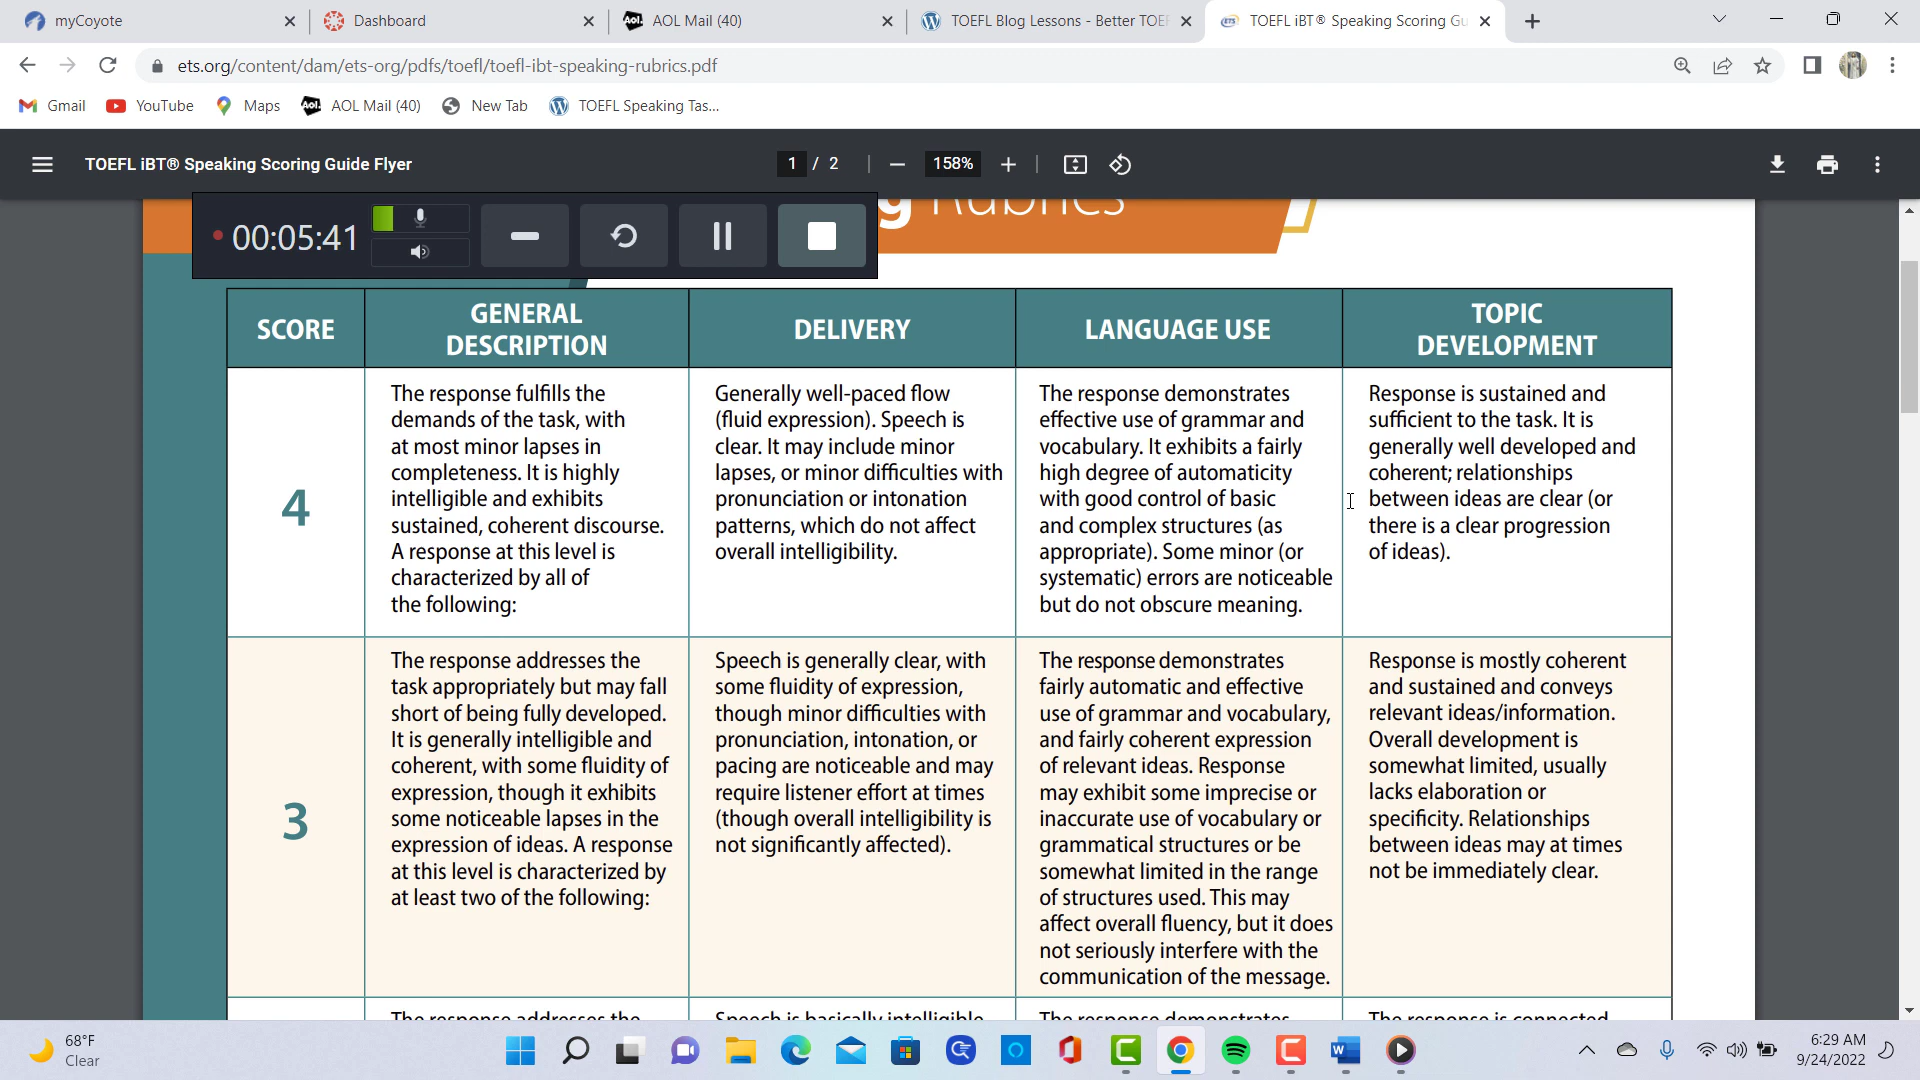 myCoyote
Dashboard
AOL Mail (40)
TOEFL Blog Lessons - Better TOEF
TOEFL iBT® Speaking Scoring Gu
ets.org/content/dam/ets-org/pdfs/toefl/toefl-ibt-speaking-rubrics.pdf
Gmail
YouTube
Maps
Aol.
AOL Mail (40)
New Tab
TOEFL Speaking Tas...
TOEFL iBT® Speaking Scoring Guide Flyer
1 / 2
158%
00:05:41
g Rubrics
SCORE
GENERAL
DESCRIPTION
DELIVERY
LANGUAGE USE
TOPIC
DEVELOPMENT
4
The response fulfills the
demands of the task, with
at most minor lapses in
completeness. It is highly
intelligible and exhibits
sustained, coherent discourse.
A response at this level is
characterized by all of
the following:
Generally well-paced flow
(fluid expression). Speech is
clear. It may include minor
lapses, or minor difficulties with
pronunciation or intonation
patterns, which do not affect
overall intelligibility.
The response demonstrates
effective use of grammar and
vocabulary. It exhibits a fairly
high degree of automaticity
with good control of basic
and complex structures (as
appropriate). Some minor (or
systematic) errors are noticeable
but do not obscure meaning.
Response is sustained and
sufficient to the task. It is
generally well developed and
coherent; relationships
between ideas are clear (or
there is a clear progression
of ideas).
3
The response addresses the
task appropriately but may fall
short of being fully developed.
It is generally intelligible and
coherent, with some fluidity of
expression, though it exhibits
some noticeable lapses in the
expression of ideas. A response
at this level is characterized by
at least two of the following:
Speech is generally clear, with
some fluidity of expression,
though minor difficulties with
pronunciation, intonation, or
pacing are noticeable and may
require listener effort at times
(though overall intelligibility is
not significantly affected).
The response demonstrates
fairly automatic and effective
use of grammar and vocabulary,
and fairly coherent expression
of relevant ideas. Response
may exhibit some imprecise or
inaccurate use of vocabulary or
grammatical structures or be
somewhat limited in the range
of structures used. This may
affect overall fluency, but it does
not seriously interfere with the
communication of the message.
Response is mostly coherent
and sustained and conveys
relevant ideas/information.
Overall development is
somewhat limited, usually
lacks elaboration or
specificity. Relationships
between ideas may at times
not be immediately clear.
The response addresses the
Speech is basically intelligible
The response demonstrates
The response is connected
68°F
Clear
6:29 AM
9/24/2022